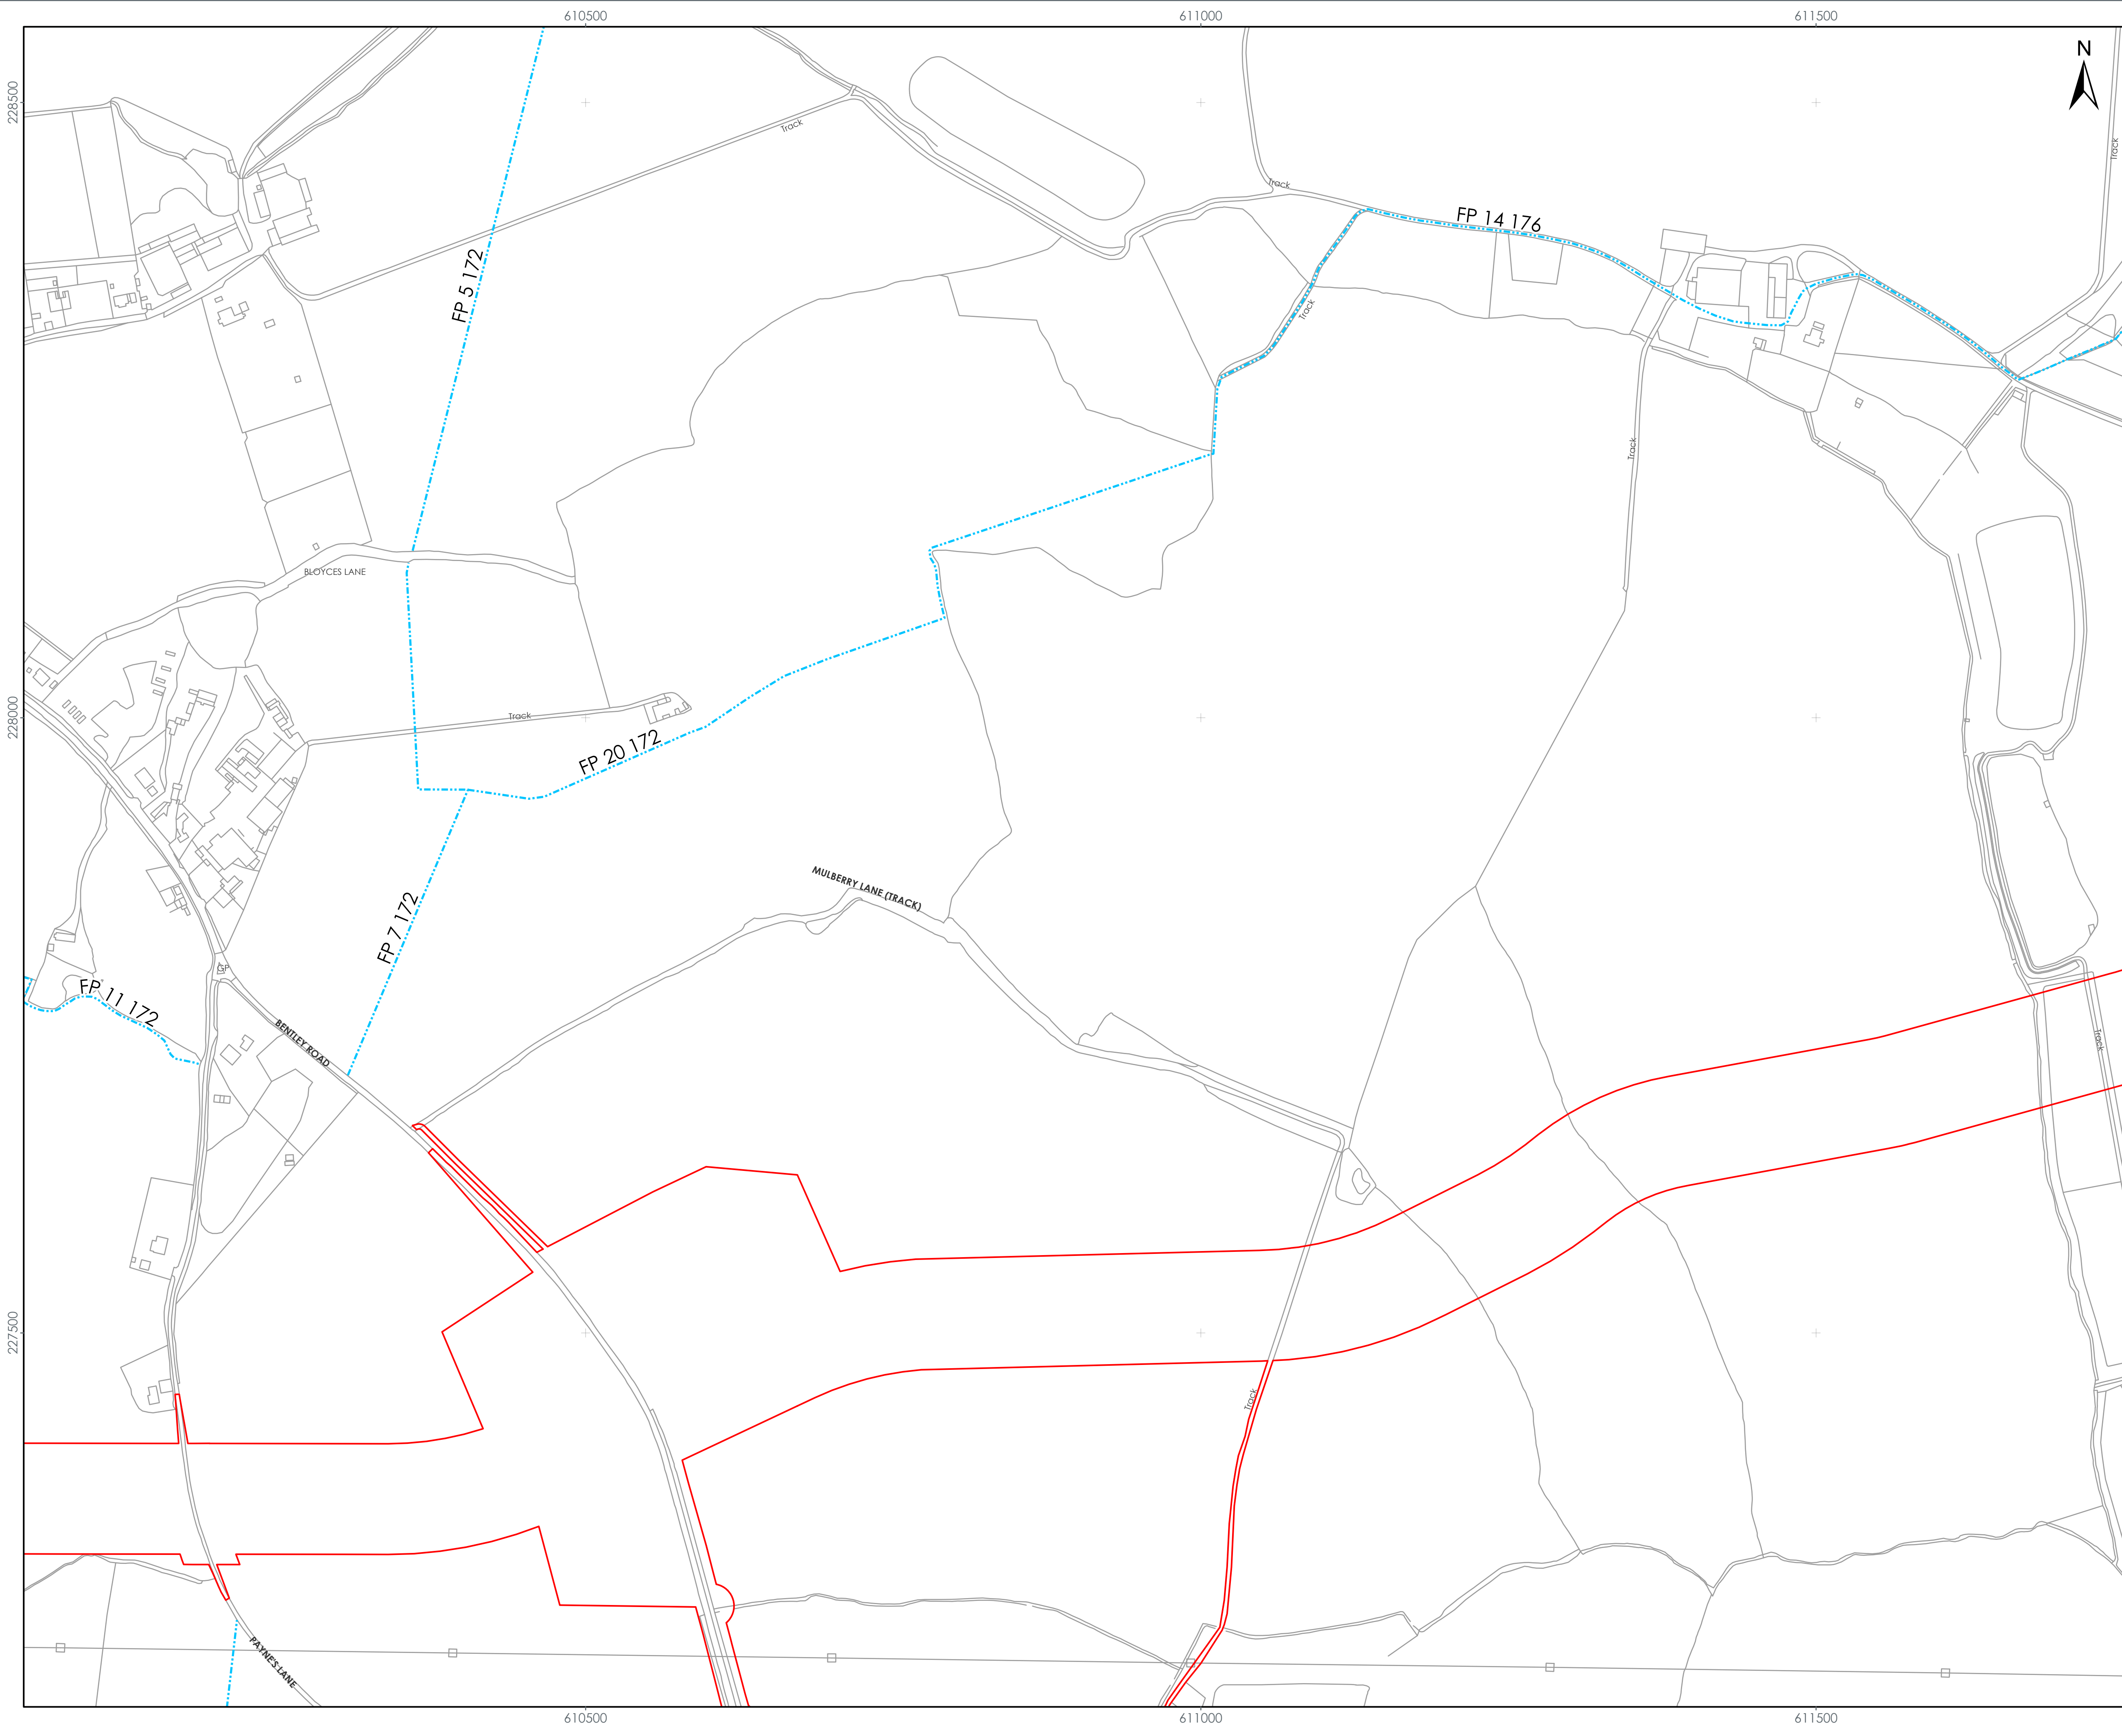 610500
611000
611500
N
228500
Track
Track
Track
FP 14 176
FP 5 172
Track
Track
BLOYCES LANE
228000
Track
FP 20 172
MULBERRY LANE (TRACK)
FP 7 172
GP
FP 11 172
BENTLEY ROAD
Track
227500
Track
PAYNE'S LANE
610500
611000
611500